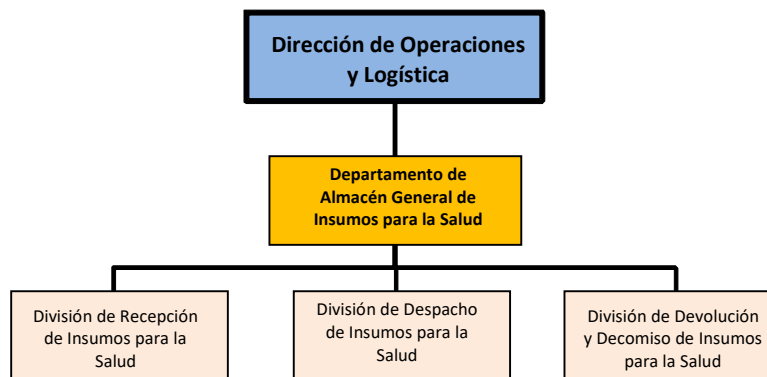 Dirección de Operaciones
y Logística
Departamento de
Almacén General de
Insumos para la Salud
División de Recepción
de Insumos para la
Salud
División de Despacho
de Insumos para la
Salud
División de Devolución
y Decomiso de Insumos
para la Salud